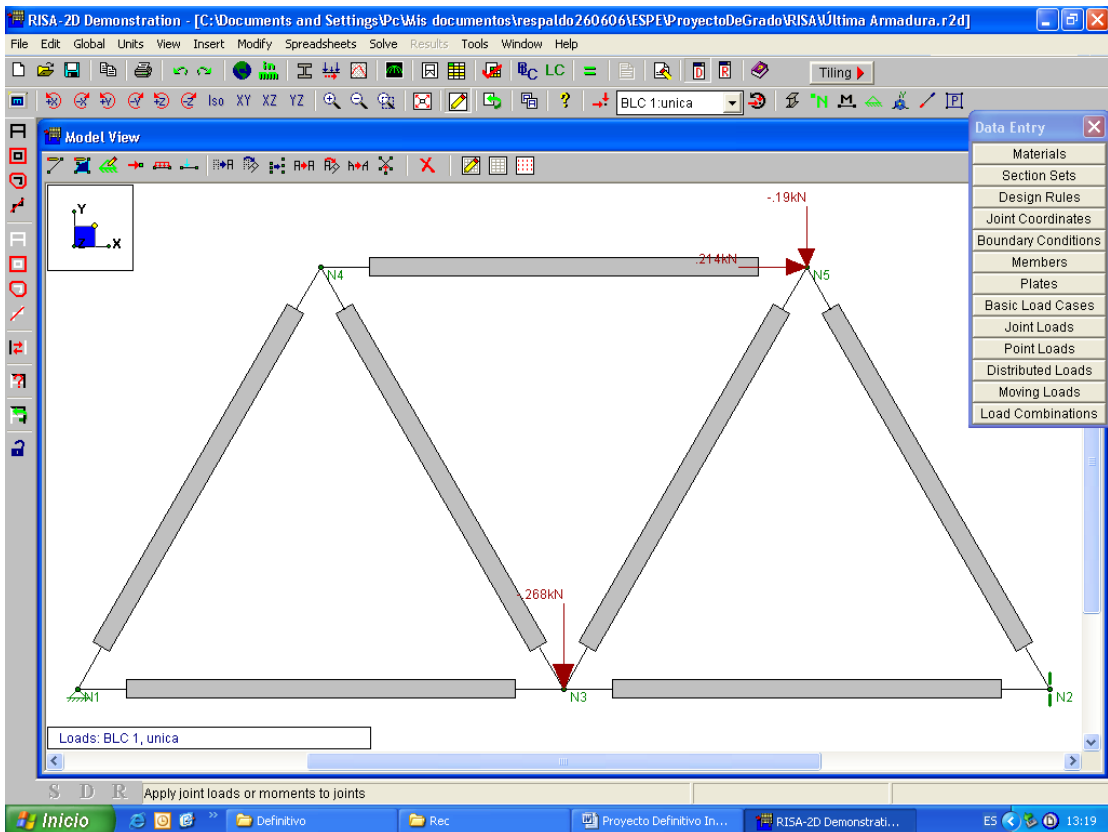 RISA-2D Demonstration - [C:\Documents and Settings\Pc\Mis documentos\respaldo260606\ESPE\ProyectoDeGrado\RISA\Última Armadura.r2d]
File Edit Global Units View Insert Modify Spreadsheets Solve Results Tools Window Help
LC Tiling
Iso XY XZ YZ BLC 1:unica
Model View
Data Entry
Materials
Section Sets
Design Rules
Joint Coordinates
Boundary Conditions
Members
Plates
Basic Load Cases
Joint Loads
Point Loads
Distributed Loads
Moving Loads
Load Combinations
Y
Z X
-.19kN
.214kN
N4
N5
-.268kN
N1
N3
N2
Loads: BLC 1, unica
S D R Apply joint loads or moments to joints
Inicio Definitivo Rec Proyecto Definitivo In... RISA-2D Demonstrati... ES 13:19